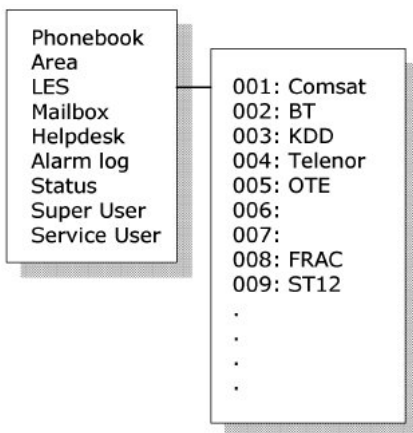 Phonebook
Area
LES
Mailbox
Helpdesk
Alarm log
Status
Super User
Service User
001: Comsat
002: BT
003: KDD
004: Telenor
005: OTE
006:
007:
008: FRAC
009: ST12
.
.
.
.